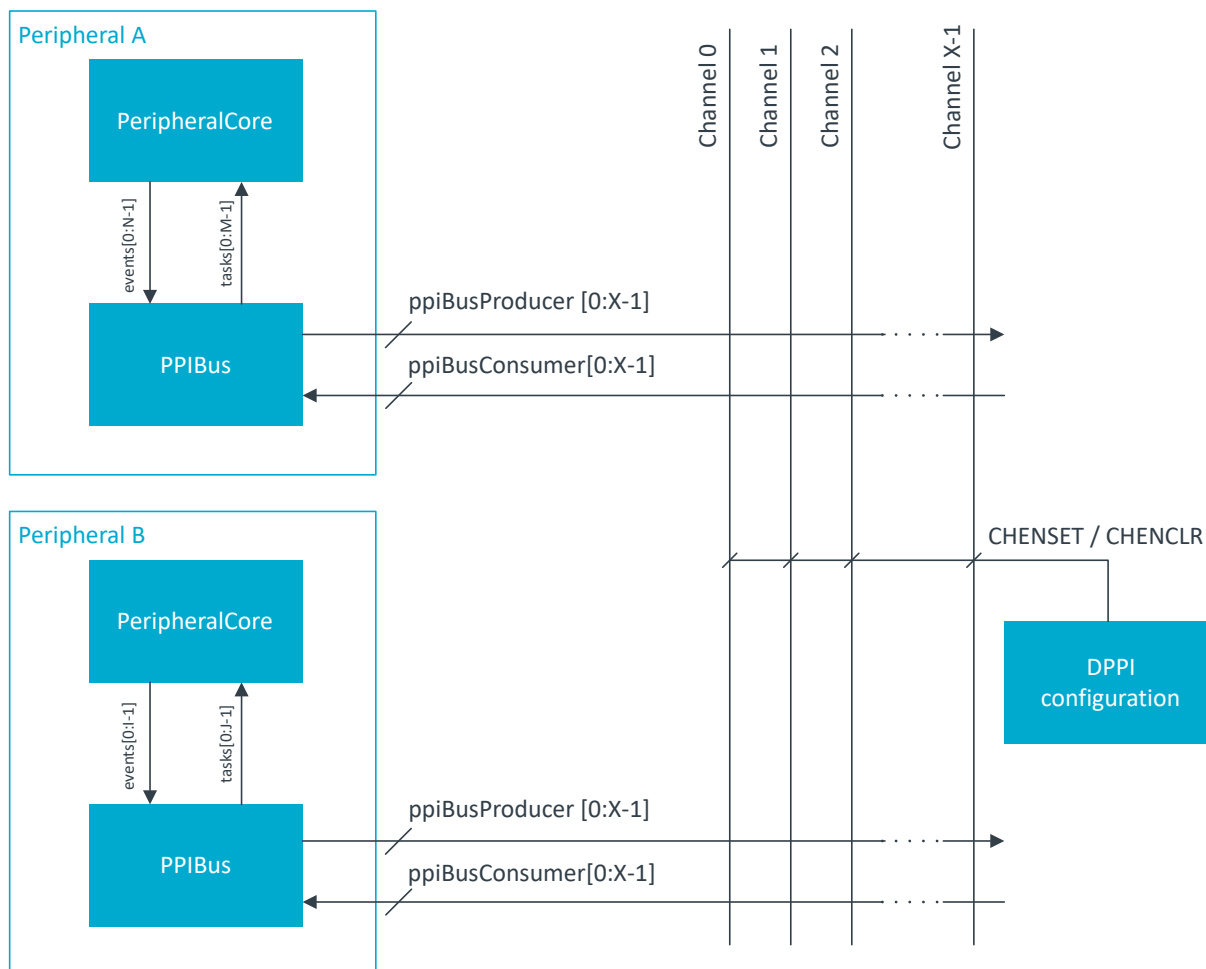 Peripheral A
PeripheralCore
events[0:N-1]
tasks[0:M-1]
PPIBus
ppiBusProducer [0:X-1]
ppiBusConsumer[0:X-1]
Channel 0
Channel 1
Channel 2
Channel X-1
Peripheral B
PeripheralCore
events[0:I-1]
tasks[0:J-1]
PPIBus
ppiBusProducer [0:X-1]
ppiBusConsumer[0:X-1]
CHENSET / CHENCLR
DPPI
configuration